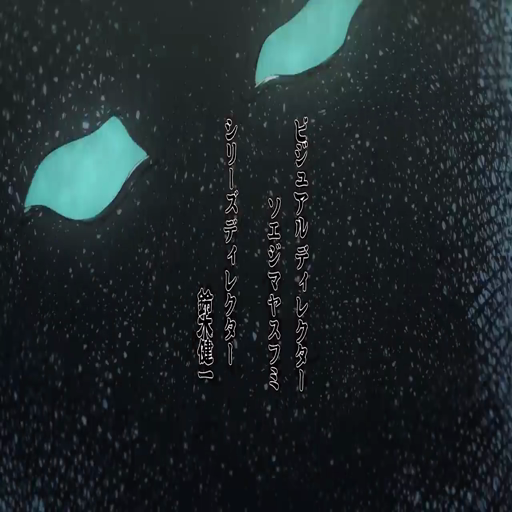 ビジュアルディレクター
ソエジマヤスフミ
シリーズディレクター
鈴木健一